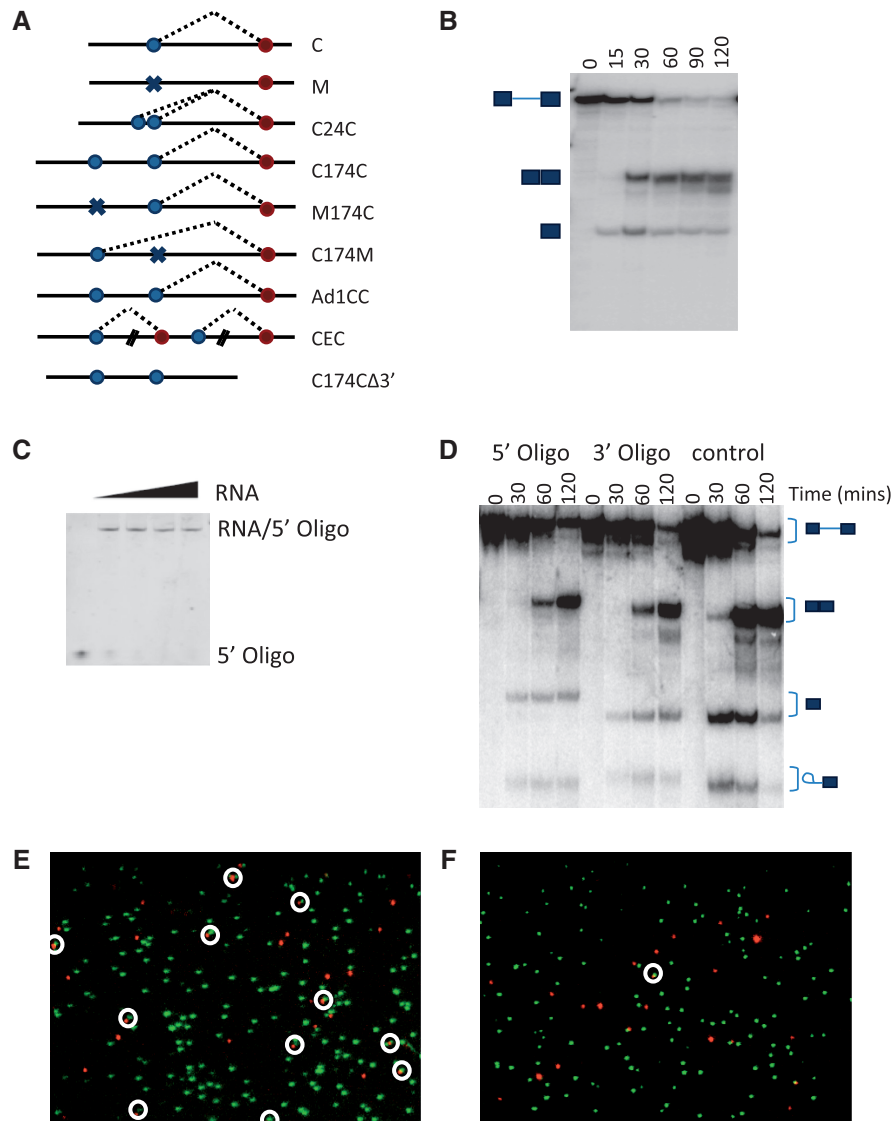 A
C
M
C24C
C174C
M174C
C174M
Ad1CC
CEC
C174CΔ3'
B
0 15 30 60 90 120
C
RNA
RNA/5' Oligo
5' Oligo
D
5' Oligo 3' Oligo control
0 30 60 120 0 30 60 120 0 30 60 120 Time (mins)
E
F